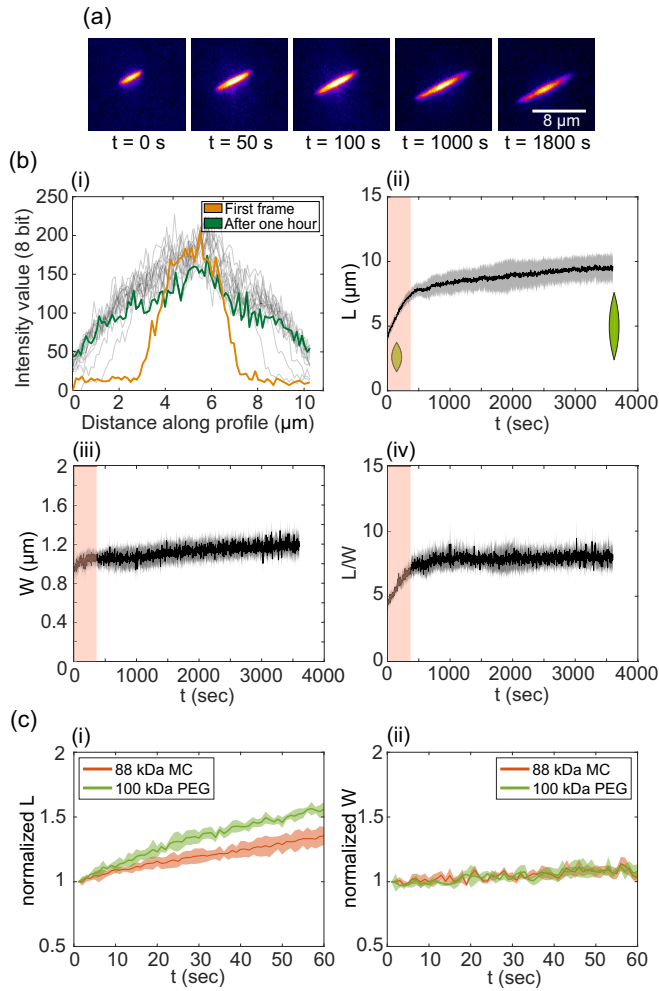 (a)
t = 0 s
t = 50 s
t = 100 s
t = 1000 s
t = 1800 s
8 µm
(b)
(i)
Intensity value (8 bit)
250
200
150
100
50
0
0
2
4
6
8
10
Distance along profile (µm)
First frame
After one hour
(ii)
L (µm)
15
10
5
0
0
1000
2000
3000
4000
t (sec)
(iii)
W (µm)
2
1.6
1.2
0.8
0.4
0
0
1000
2000
3000
4000
t (sec)
(iv)
L/W
15
10
5
0
0
1000
2000
3000
4000
t (sec)
(c)
(i)
normalized L
2
1.5
1
0.5
0
10
20
30
40
50
60
t (sec)
88 kDa MC
100 kDa PEG
(ii)
normalized W
2
1.5
1
0.5
0
10
20
30
40
50
60
t (sec)
88 kDa MC
100 kDa PEG